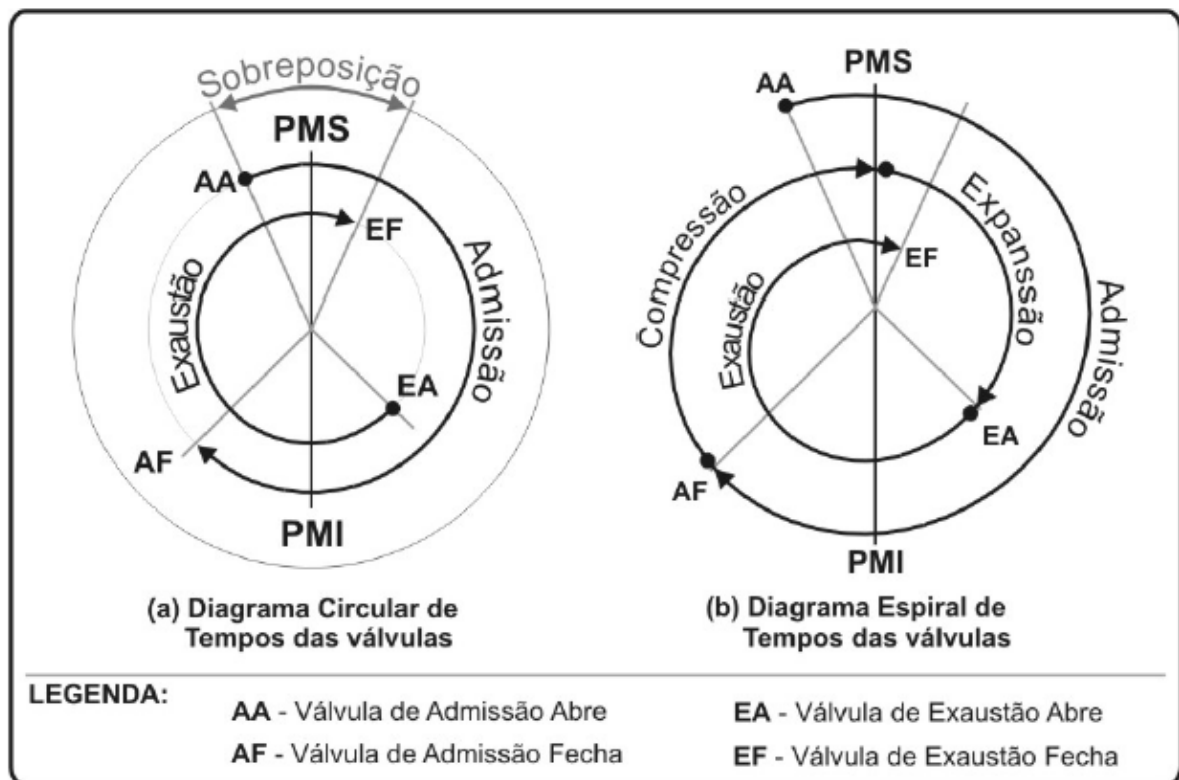 Sobreposição
PMS
AA
EF
Exaustão
Admissão
EA
AF
PMI
(a) Diagrama Circular de
Tempos das válvulas
PMS
AA
Compressão
Expanssão
EF
Exaustão
Admissão
EA
AF
PMI
(b) Diagrama Espiral de
Tempos das válvulas
LEGENDA:
AA - Válvula de Admissão Abre
EA - Válvula de Exaustão Abre
AF - Válvula de Admissão Fecha
EF - Válvula de Exaustão Fecha